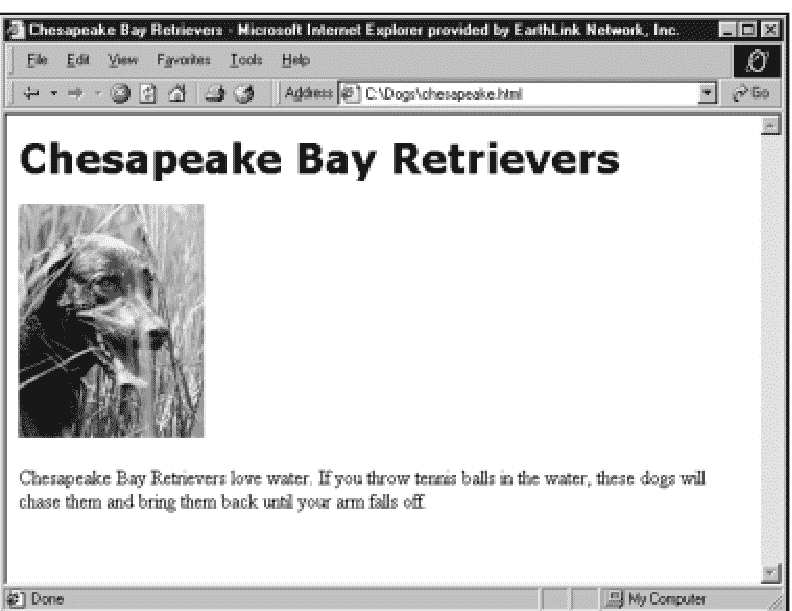 Chesapeake Bay Retrievers - Microsoft Internet Explorer provided by EarthLink Network, Inc.
File Edit View Favorites Tools Help
Address C:\Dogs\chesapeake.html Go
Chesapeake Bay Retrievers
Chesapeake Bay Retrievers love water. If you throw tennis balls in the water, these dogs will
chase them and bring them back until your arm falls off.
Done My Computer